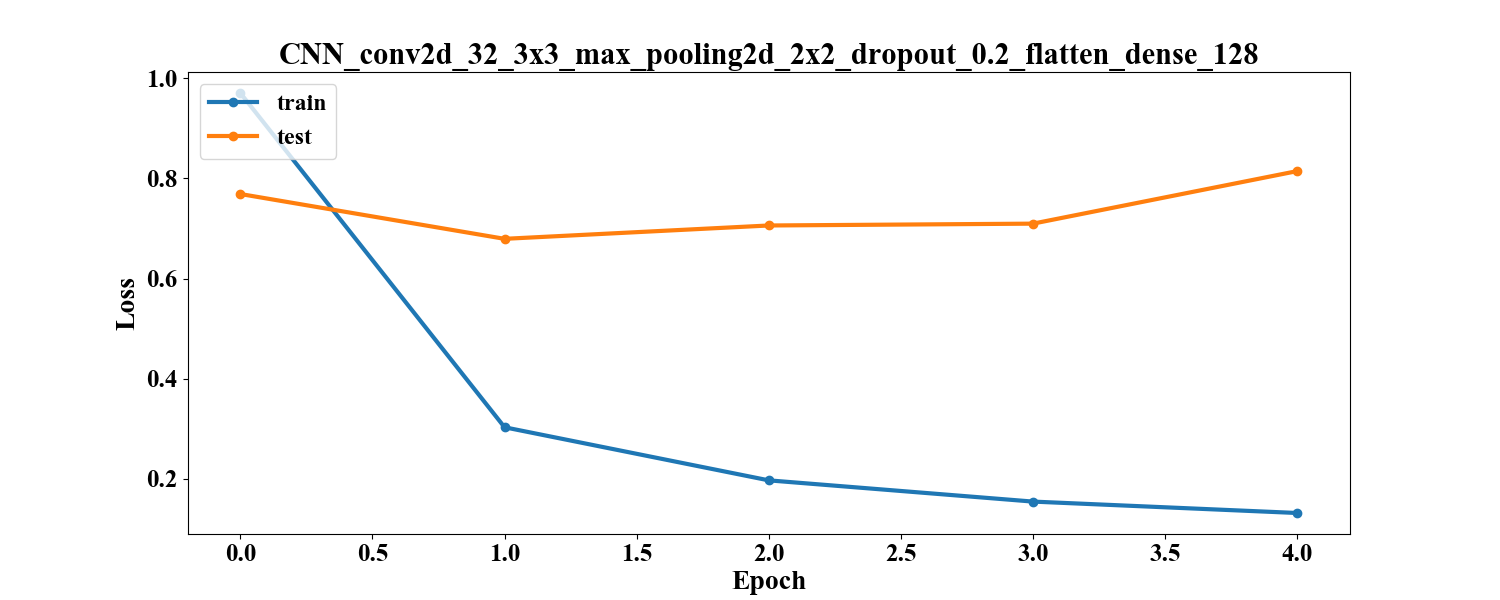 CNN_conv2d_32_3x3_max_pooling2d_2x2_dropout_0.2_flatten_dense_128
1.0
0.8
0.6
0.4
0.2
Loss
train
test
0.0 0.5 1.0 1.5 2.0 2.5 3.0 3.5 4.0
Epoch